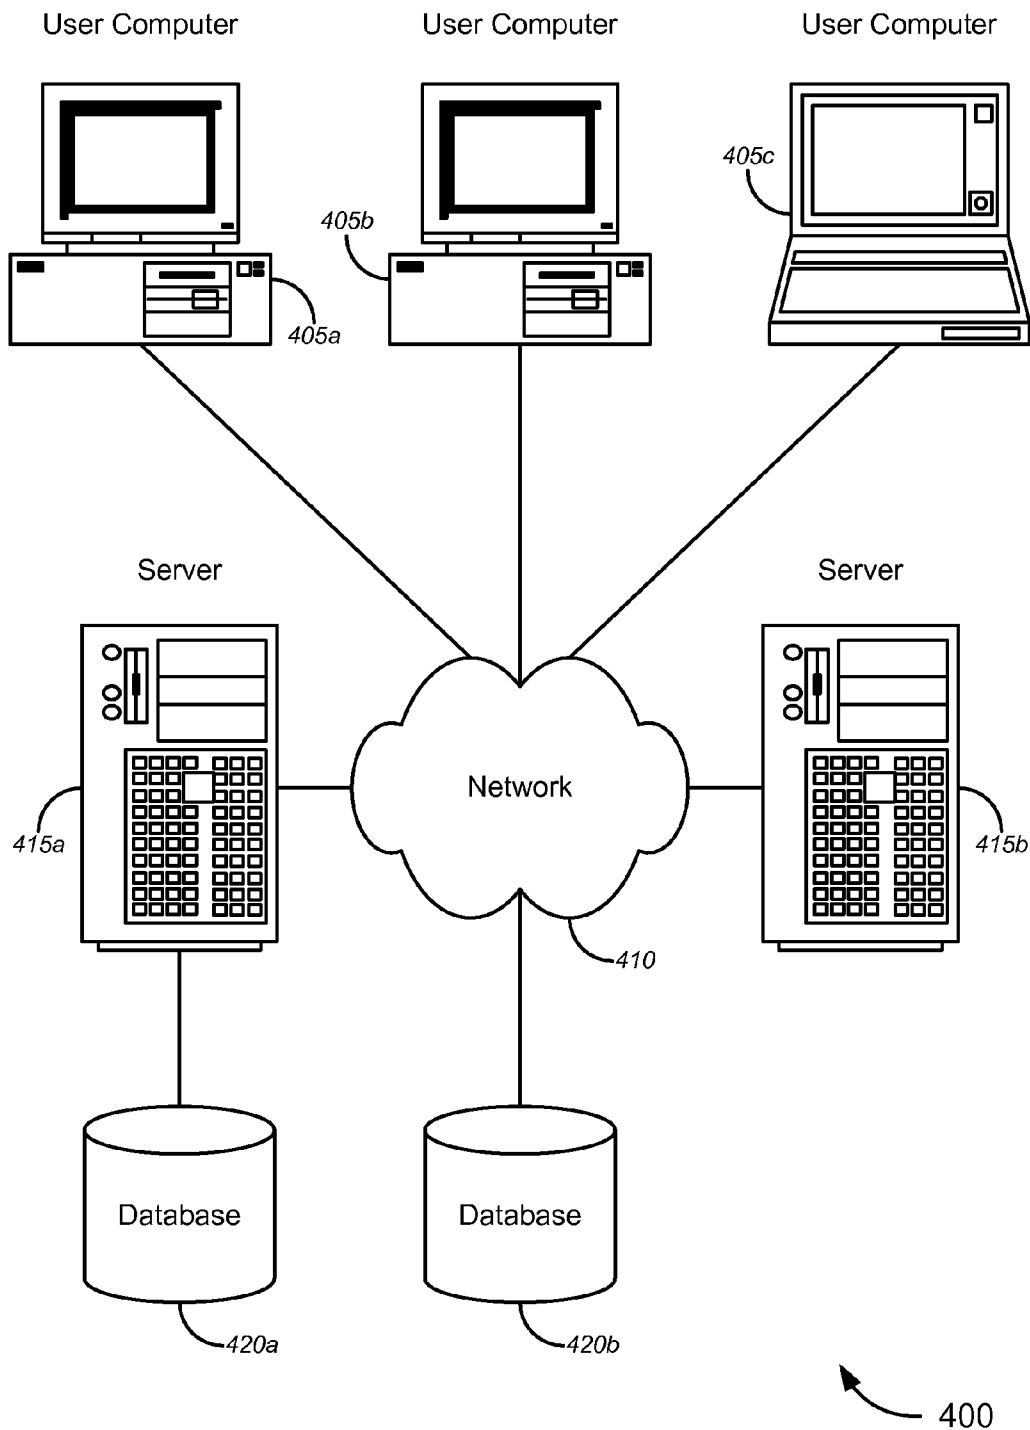 User Computer
User Computer
User Computer
405a
405b
405c
Server
Server
Network
415a
415b
410
Database
Database
420a
420b
400